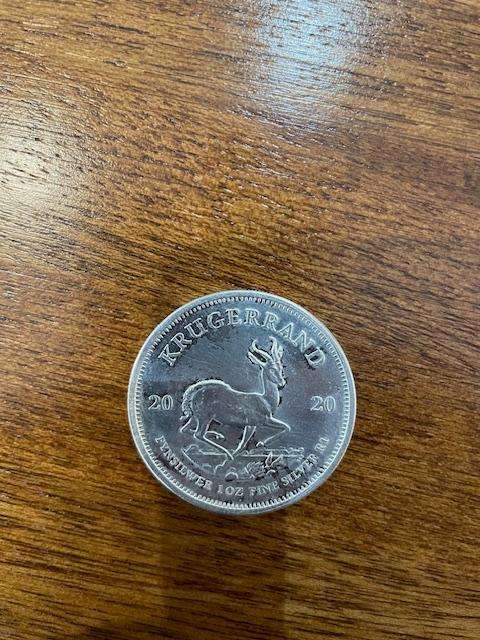 KRUGERRAND
20 20
FYNSILWER 1 OZ FINE SILVER R1